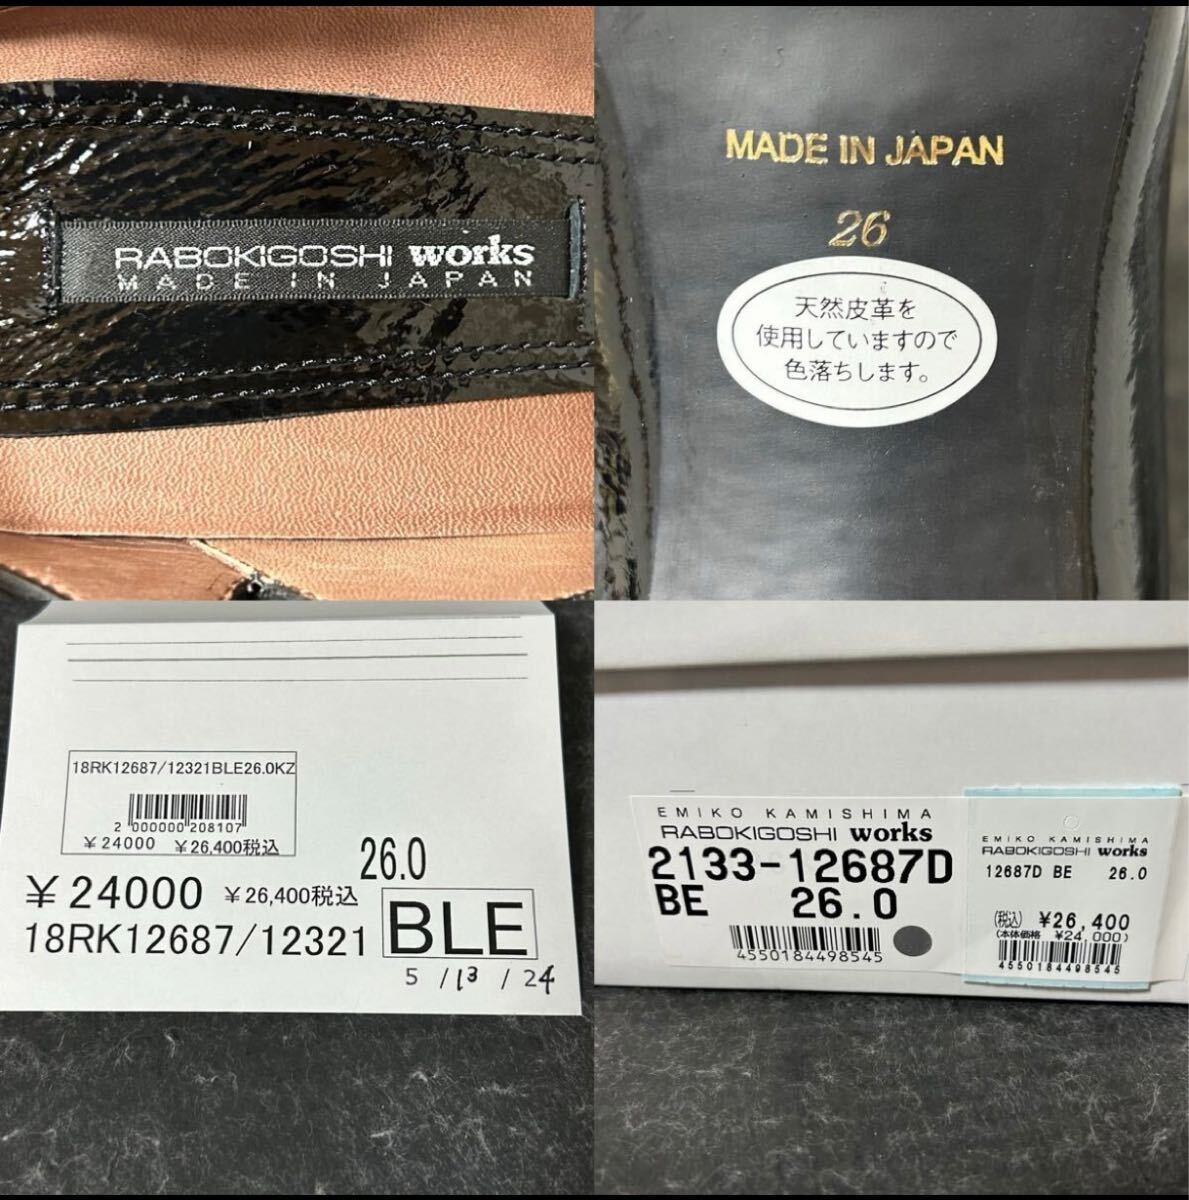 RABOKIGOSHI works
MADE IN JAPAN
MADE IN JAPAN
26
天然皮革を
使用していますので
色落ちします。
18RK12687/12321BLE26.0KZ
2 000000 208107
￥24000 ￥26,400税込
26.0
￥24000 ￥26,400税込
18RK12687/12321
BLE
5 / 13 / 24
EMIKO KAMISHIMA
RABOKIGOSHI works
2133-12687D
BE 26.0
4550184498545
EMIKO KAMISHIMA
RABOKIGOSHI works
12687D BE 26.0
(税込) ￥26,400
(本体価格 ￥24,000)
4550184498545